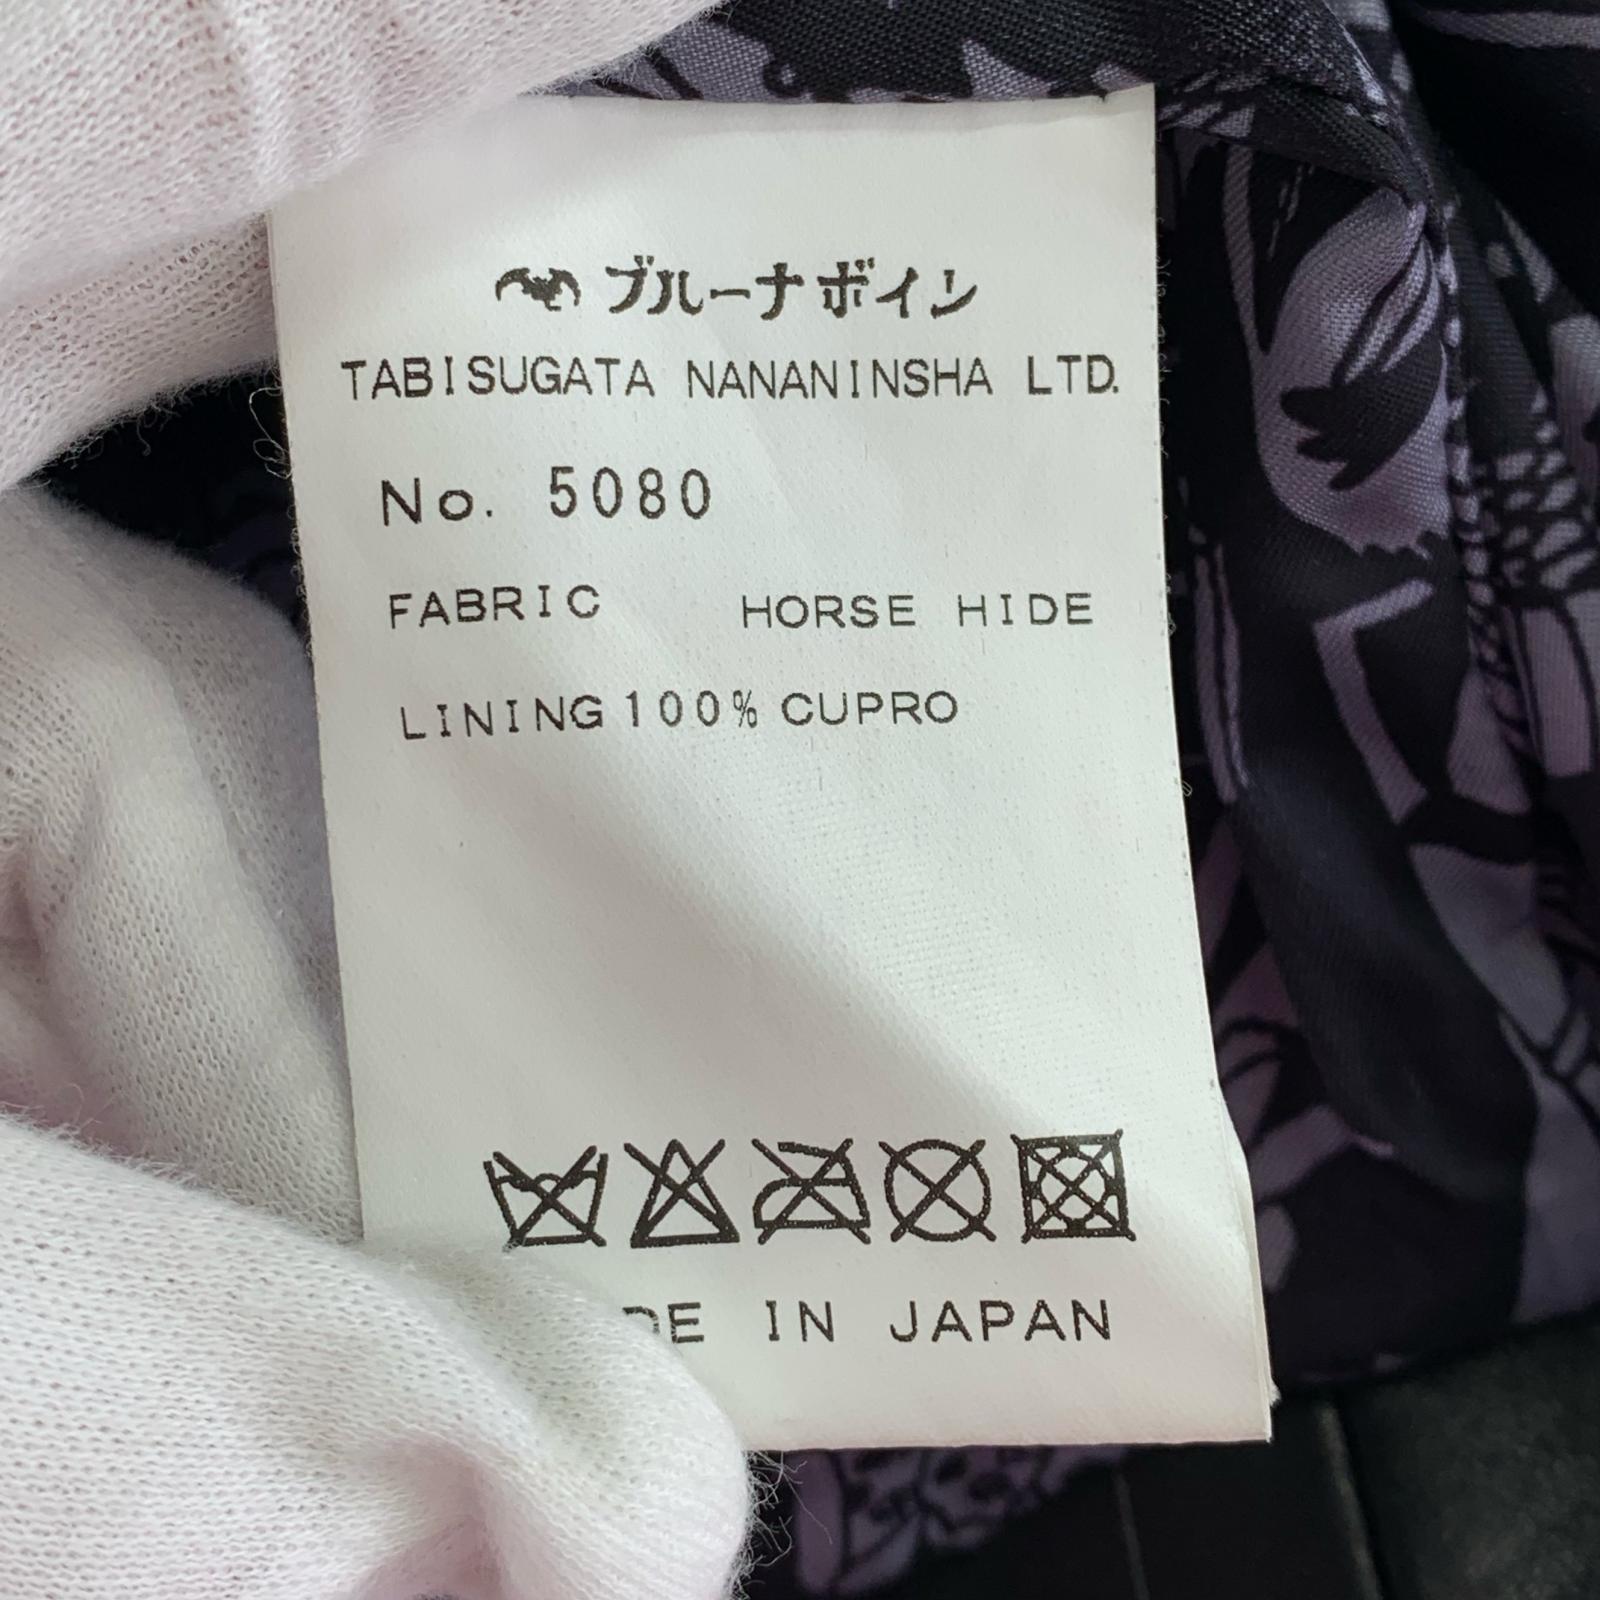 ブルーナボイン
TABISUGATA NANANINSHA LTD.
No. 5080
FABRIC HORSE HIDE
LINING 100% CUPRO
IN JAPAN